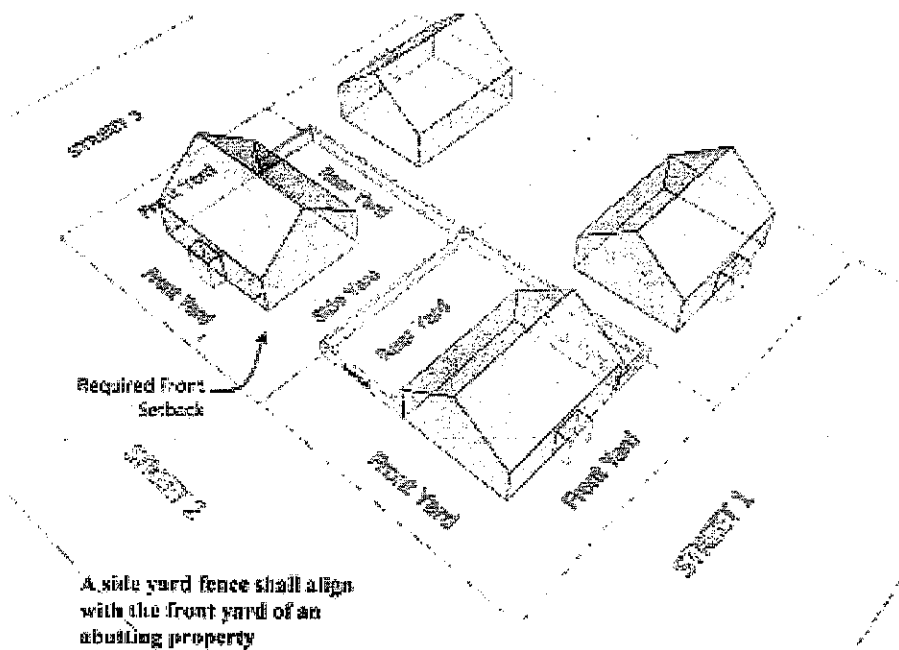 STREET 3
Front Yard
Rear Yard
Front Yard
Side Yard
Rear Yard
Required Front
Setback
STREET 2
Front Yard
Front Yard
STREET 1
A side yard fence shall align
with the front yard of an
abutting property